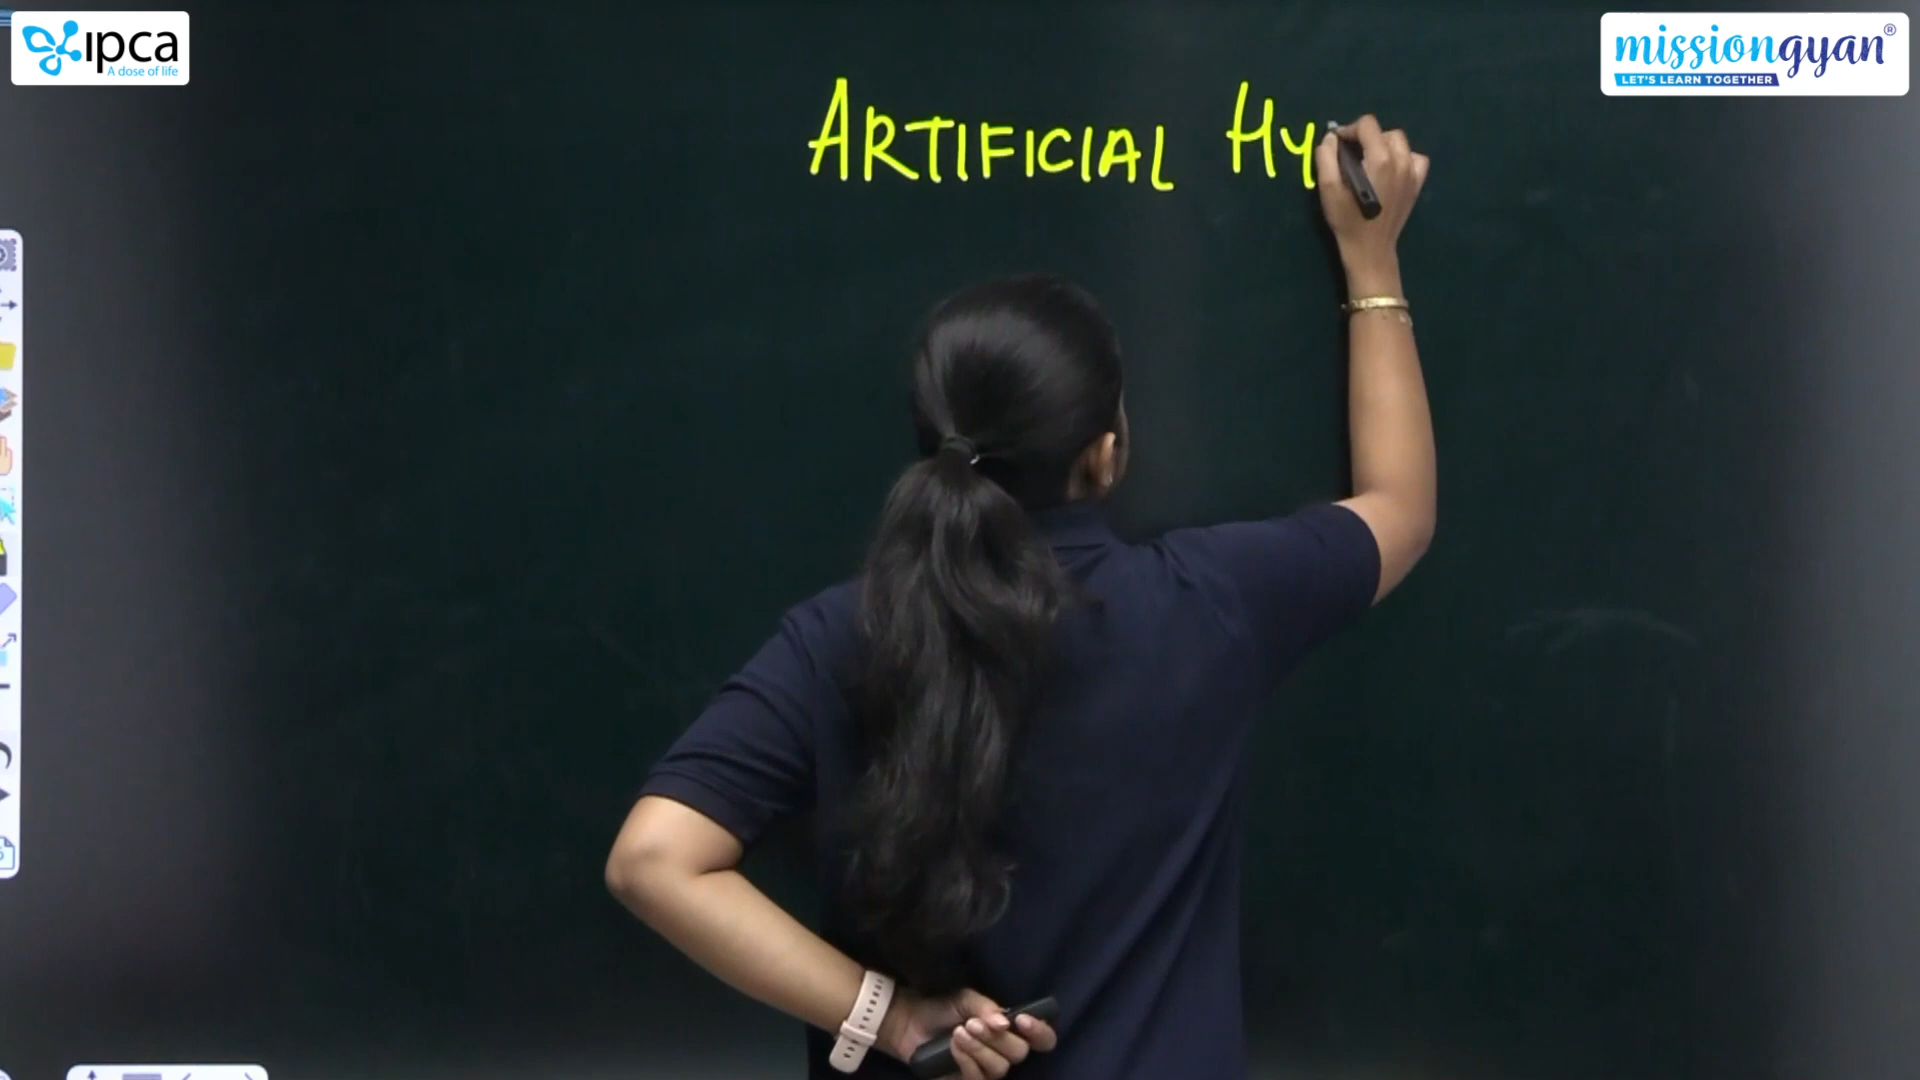 ipca
A dose of life
missiongyan®
LET'S LEARN TOGETHER
ARTIFICIAL HY